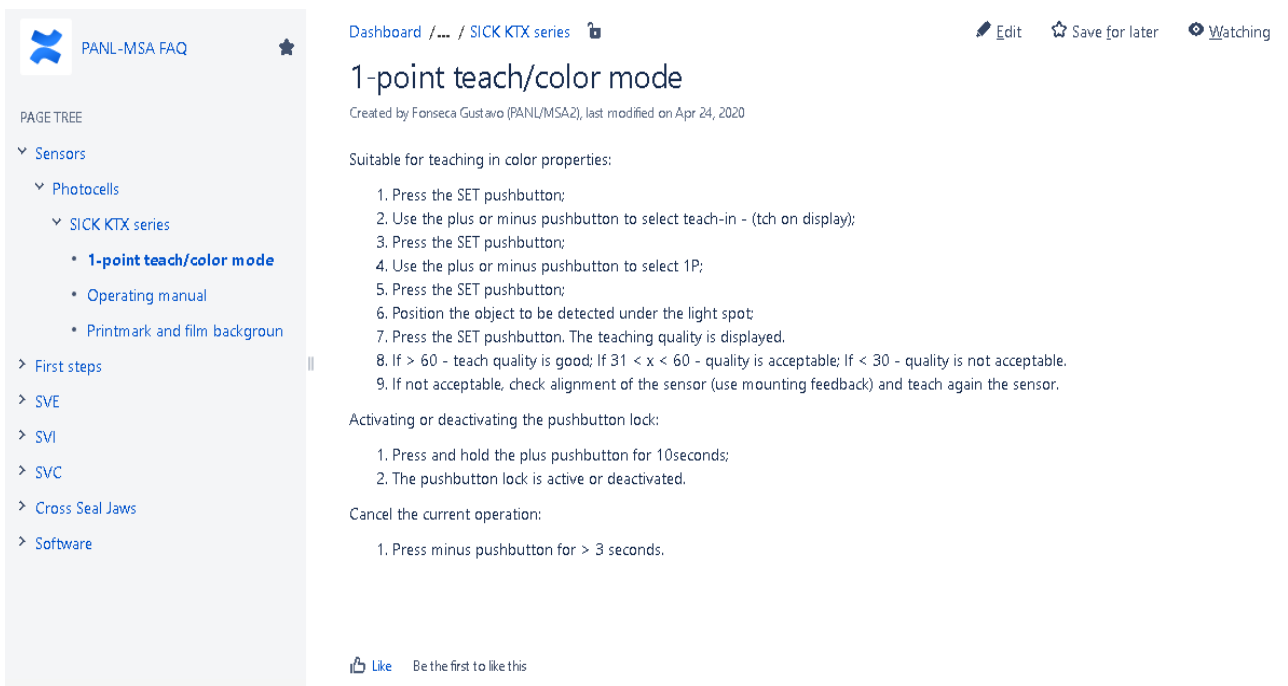 PANL-MSA FAQ
PAGE TREE
Sensors
Photocells
SICK KTX series
• 1-point teach/color mode
• Operating manual
• Printmark and film backgroun
First steps
SVE
SVI
SVC
Cross Seal Jaws
Software
Dashboard /... / SICK KTX series
Edit Save for later Watching
1-point teach/color mode
Created by Fonseca Gustavo (PANL/MSA2), last modified on Apr 24, 2020
Suitable for teaching in color properties:
1. Press the SET pushbutton;
2. Use the plus or minus pushbutton to select teach-in - (tch on display);
3. Press the SET pushbutton;
4. Use the plus or minus pushbutton to select 1P;
5. Press the SET pushbutton;
6. Position the object to be detected under the light spot;
7. Press the SET pushbutton. The teaching quality is displayed.
8. If > 60 - teach quality is good; If 31 < x < 60 - quality is acceptable; If < 30 - quality is not acceptable.
9. If not acceptable, check alignment of the sensor (use mounting feedback) and teach again the sensor.
Activating or deactivating the pushbutton lock:
1. Press and hold the plus pushbutton for 10seconds;
2. The pushbutton lock is active or deactivated.
Cancel the current operation:
1. Press minus pushbutton for > 3 seconds.
Like Be the first to like this